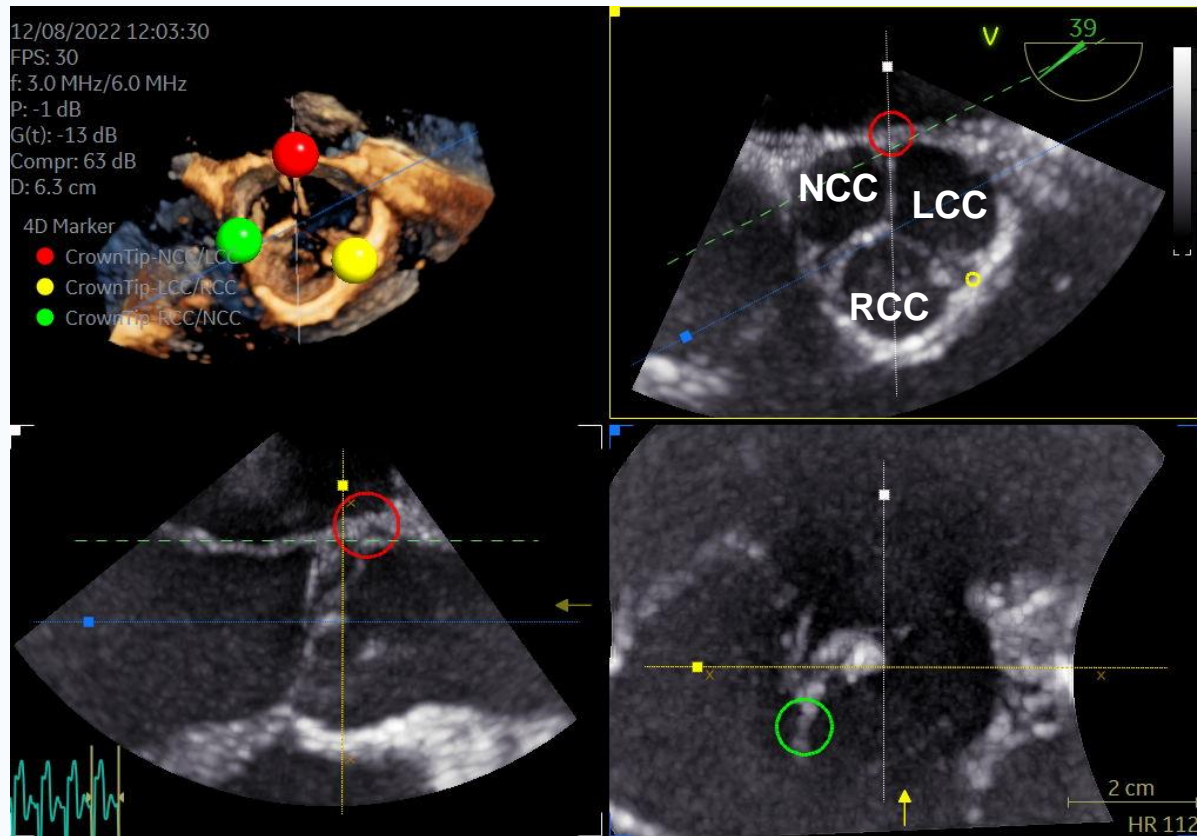 12/08/2022 12:03:30
FPS: 30
f: 3.0 MHz/6.0 MHz
P: -1 dB
G(t): -13 dB
Compr: 63 dB
D: 6.3 cm
4D Marker
CrownTip-NCC/LCC
CrownTip-LCC/RCC
CrownTip-RCC/NCC
V
39
NCC
LCC
RCC
2 cm
HR 112